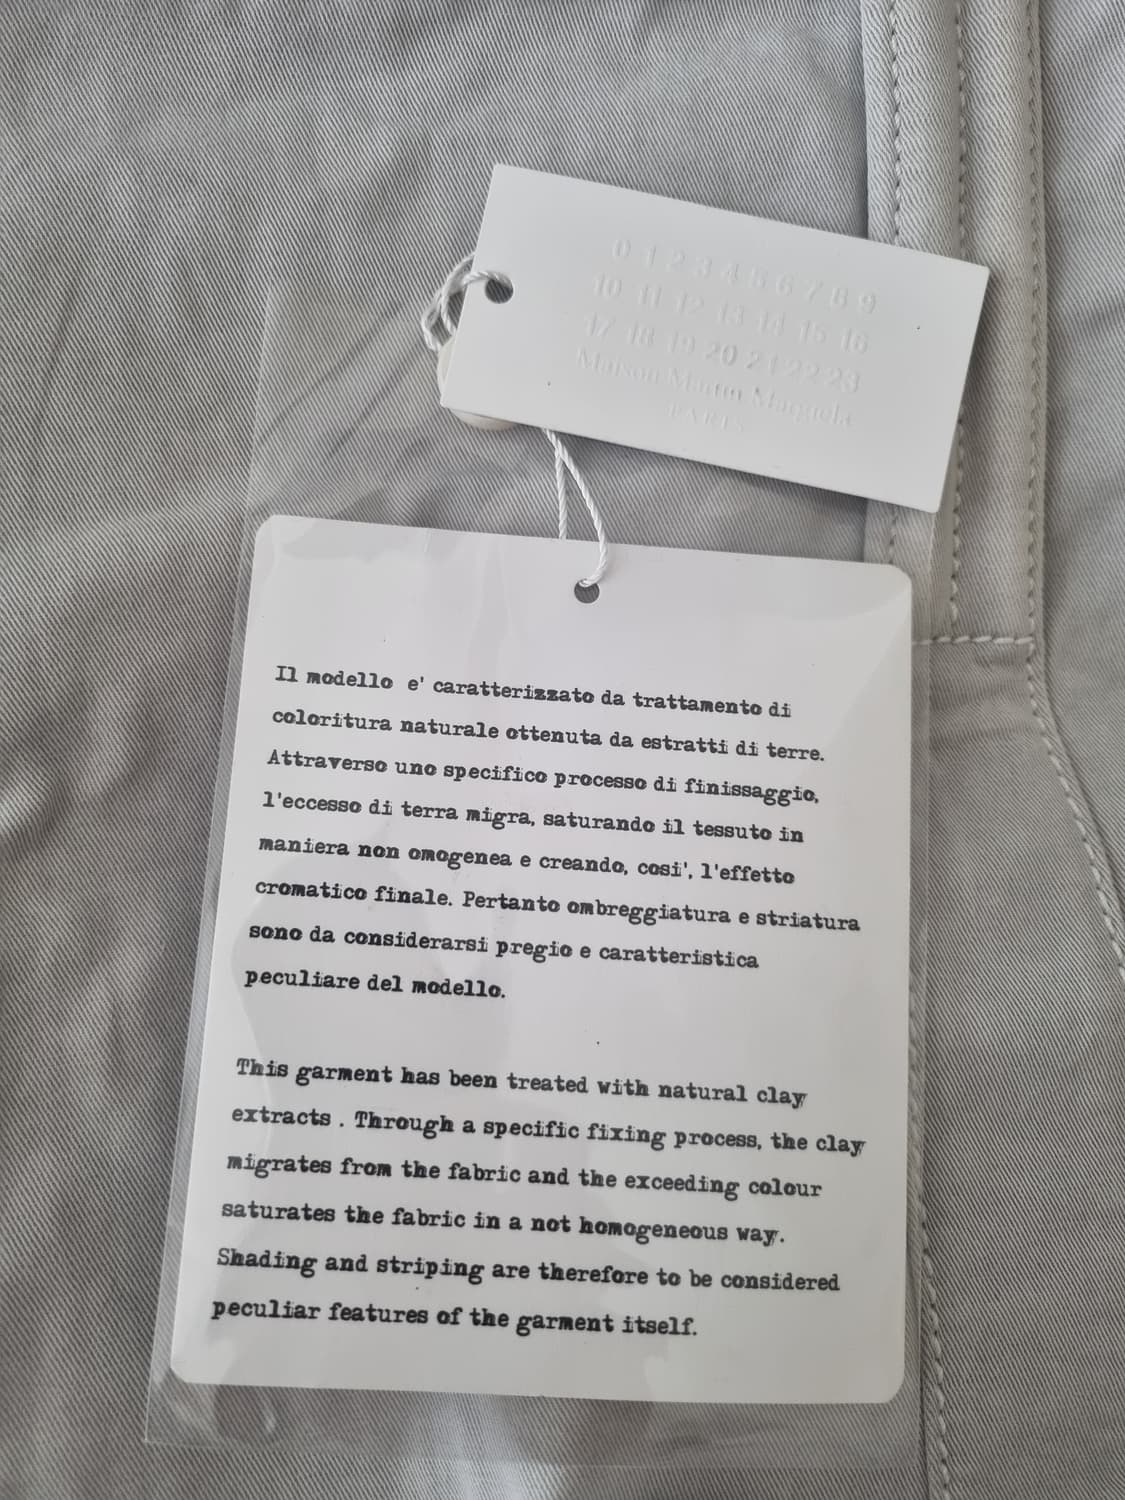 0 1 2 3 4 5 6 7 8 9
10 11 12 13 14 15 16
17 18 19 20 21 22 23
Maison Martin Margiela
PARIS
Il modello e' caratterizzato da trattamento di
coloritura naturale ottenuta da estratti di terre.
Attraverso uno specifico processo di finissaggio,
l'eccesso di terra migra, saturando il tessuto in
maniera non omogenea e creando, cosi', l'effetto
cromatico finale. Pertanto ombreggiatura e striatura
sono da considerarsi pregio e caratteristica
peculiare del modello.
This garment has been treated with natural clay
extracts . Through a specific fixing process, the clay
migrates from the fabric and the exceeding colour
saturates the fabric in a not homogeneous way.
Shading and striping are therefore to be considered
peculiar features of the garment itself.